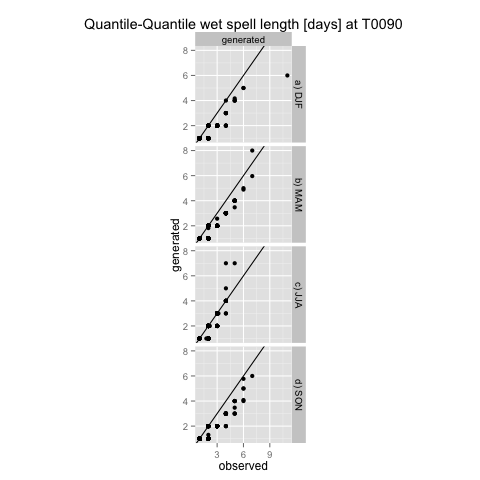 Quantile-Quantile wet spell length [days] at T0090
generated
8
6
4
2
a) DJF
8
6
4
2
b) MAM
generated
8
6
4
2
c) JJA
8
6
4
2
d) SON
3 6 9
observed